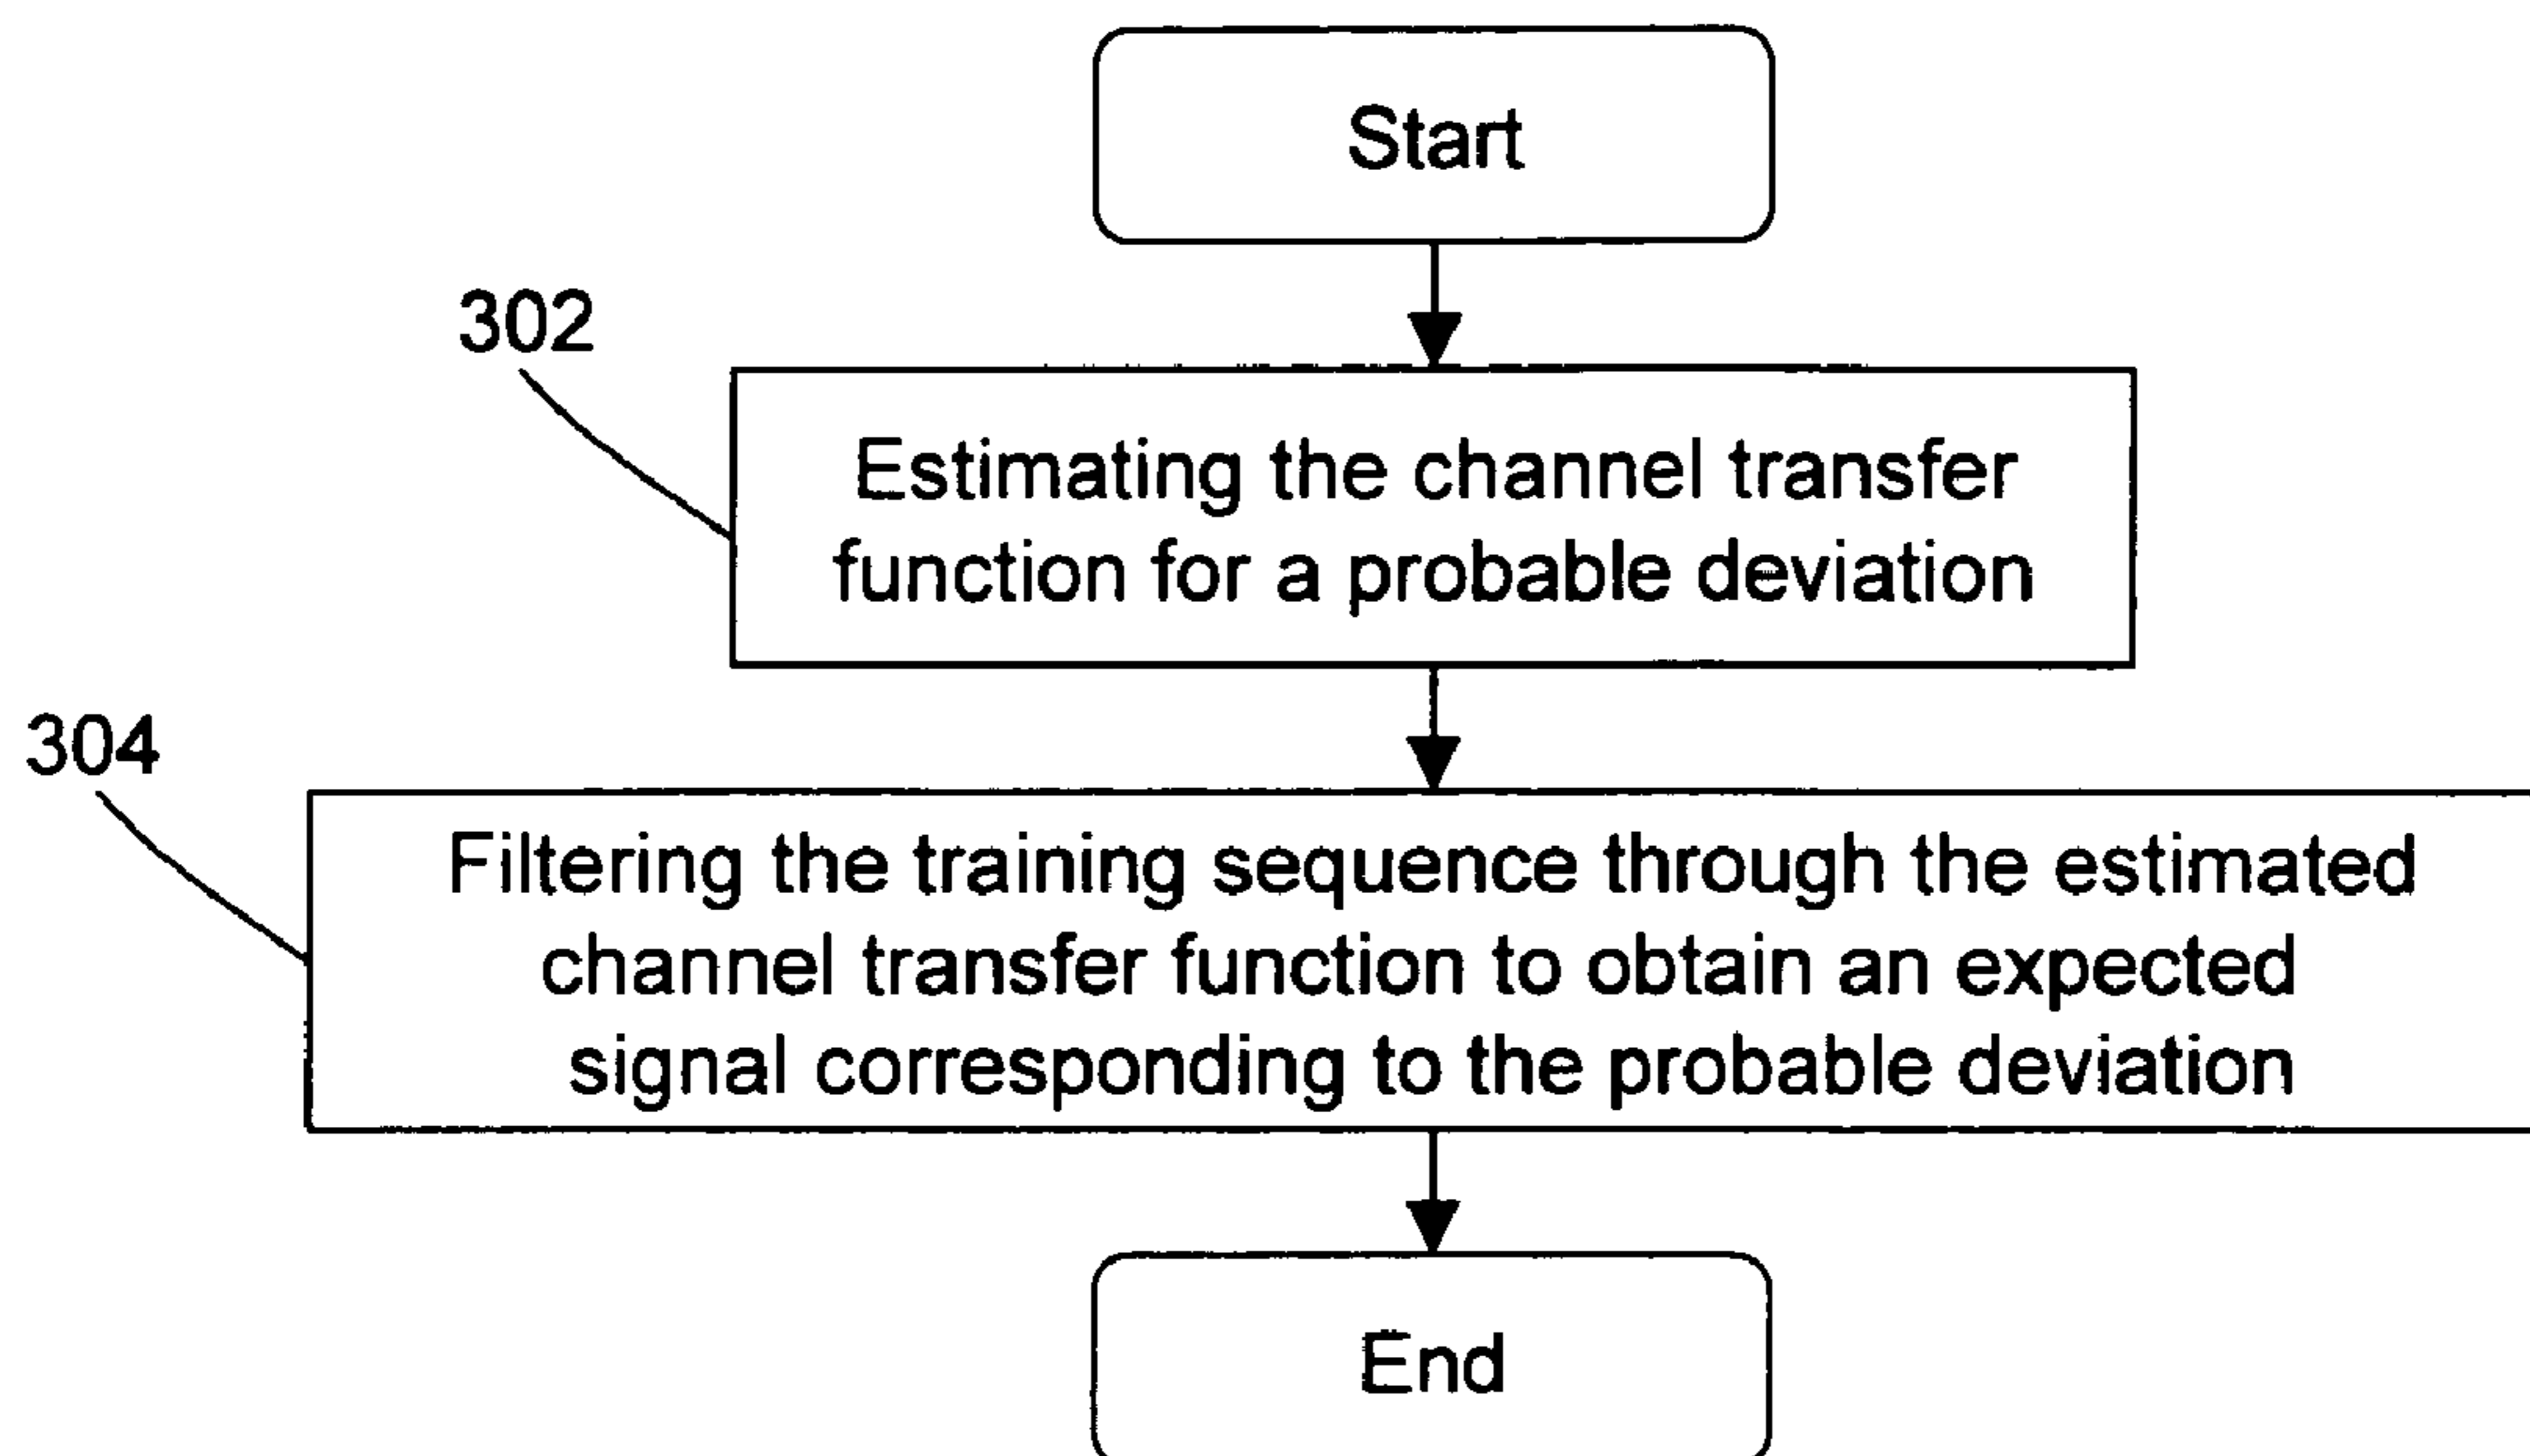 Start
302
Estimating the channel transfer
function for a probable deviation
304
Filtering the training sequence through the estimated
channel transfer function to obtain an expected
signal corresponding to the probable deviation
End